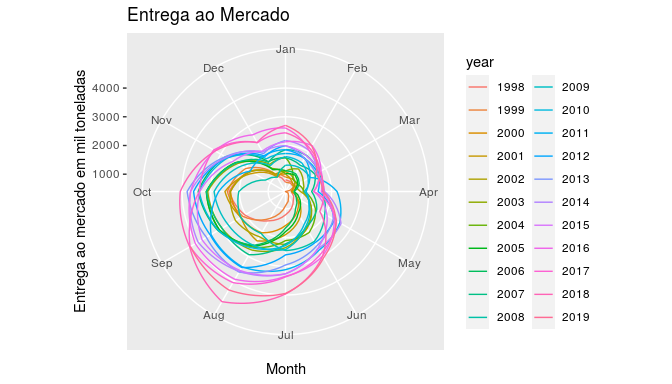 Entrega ao Mercado
Entrega ao mercado em mil toneladas
4000
3000
2000
1000
Jan
Feb
Mar
Apr
May
Jun
Jul
Aug
Sep
Oct
Nov
Dec
Month
year
1998
1999
2000
2001
2002
2003
2004
2005
2006
2007
2008
2009
2010
2011
2012
2013
2014
2015
2016
2017
2018
2019